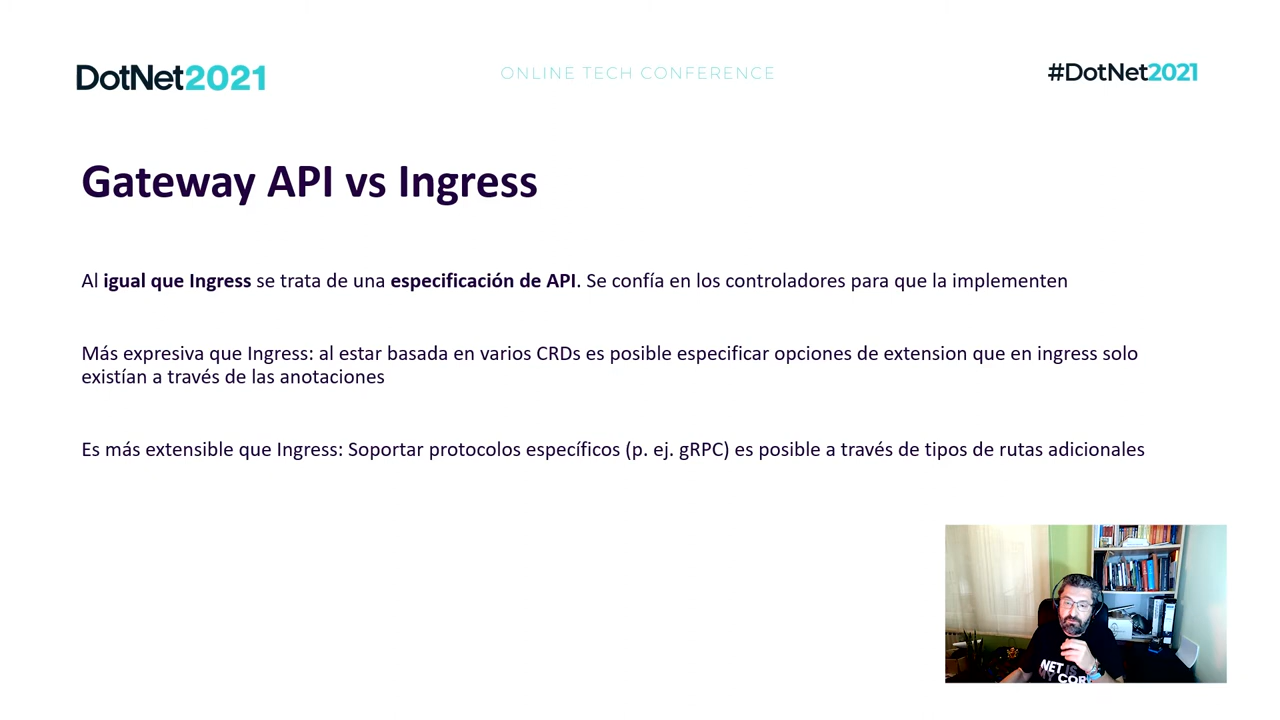 DotNet2021
ONLINE TECH CONFERENCE
#DotNet2021
Gateway API vs Ingress
Al igual que Ingress se trata de una especificación de API. Se confía en los controladores para que la implementen
Más expresiva que Ingress: al estar basada en varios CRDs es posible especificar opciones de extension que en ingress solo
existían a través de las anotaciones
Es más extensible que Ingress: Soportar protocolos específicos (p. ej. gRPC) es posible a través de tipos de rutas adicionales
NET IS